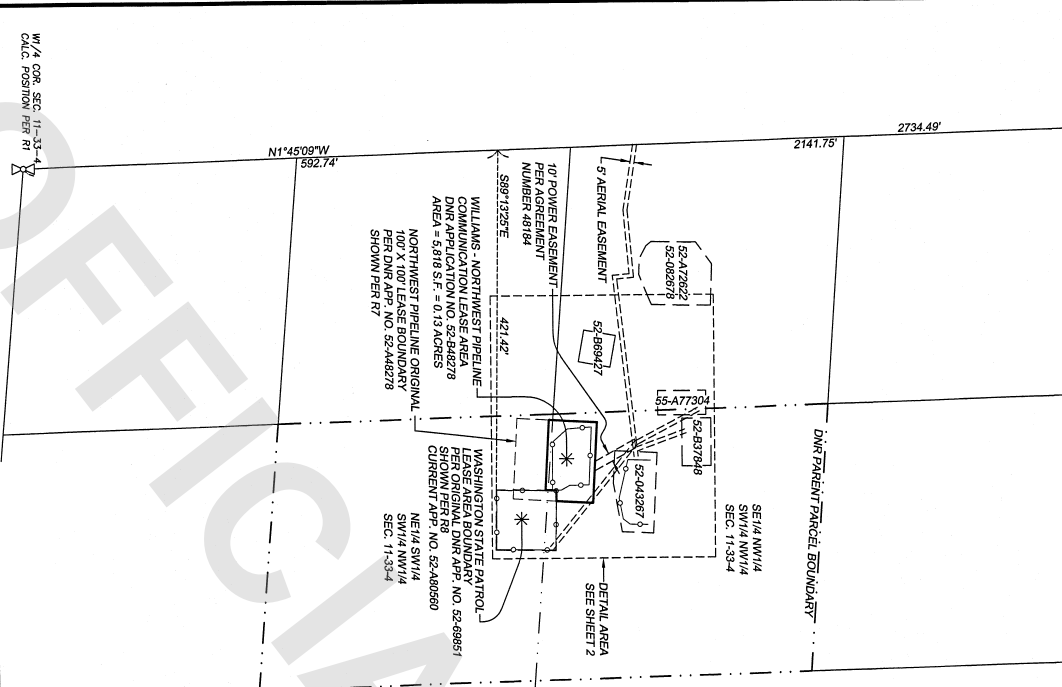 W1/4 COR. SEC. 11-33-4
CALC. POSITION PER R1
N1°45'09"W
592.74'
2141.75'
2734.49'
S89°13'25"E
421.42'
5' AERIAL EASEMENT
10' POWER EASEMENT
PER AGREEMENT
NUMBER 48184
WILLIAMS - NORTHWEST PIPELINE
COMMUNICATION LEASE AREA
DNR APPLICATION NO. 52-B48278
AREA = 5,818 S.F. = 0.13 ACRES
NORTHWEST PIPELINE ORIGINAL
100' X 100' LEASE BOUNDARY
PER DNR APP. NO. 52-A48278
SHOWN PER R7
52-A72622
52-082678
52-B69427
55-A77304
52-B37848
52-043267
WASHINGTON STATE PATROL
LEASE AREA BOUNDARY
PER ORIGINAL DNR APP. NO. 52-69851
SHOWN PER R8
CURRENT APP. NO. 52-A80560
DNR PARENT PARCEL BOUNDARY
SE1/4 NW1/4
SW1/4 NW1/4
SEC. 11-33-4
NE1/4 SW1/4
SW1/4 NW1/4
SEC. 11-33-4
DETAIL AREA
SEE SHEET 2
OFFICIA